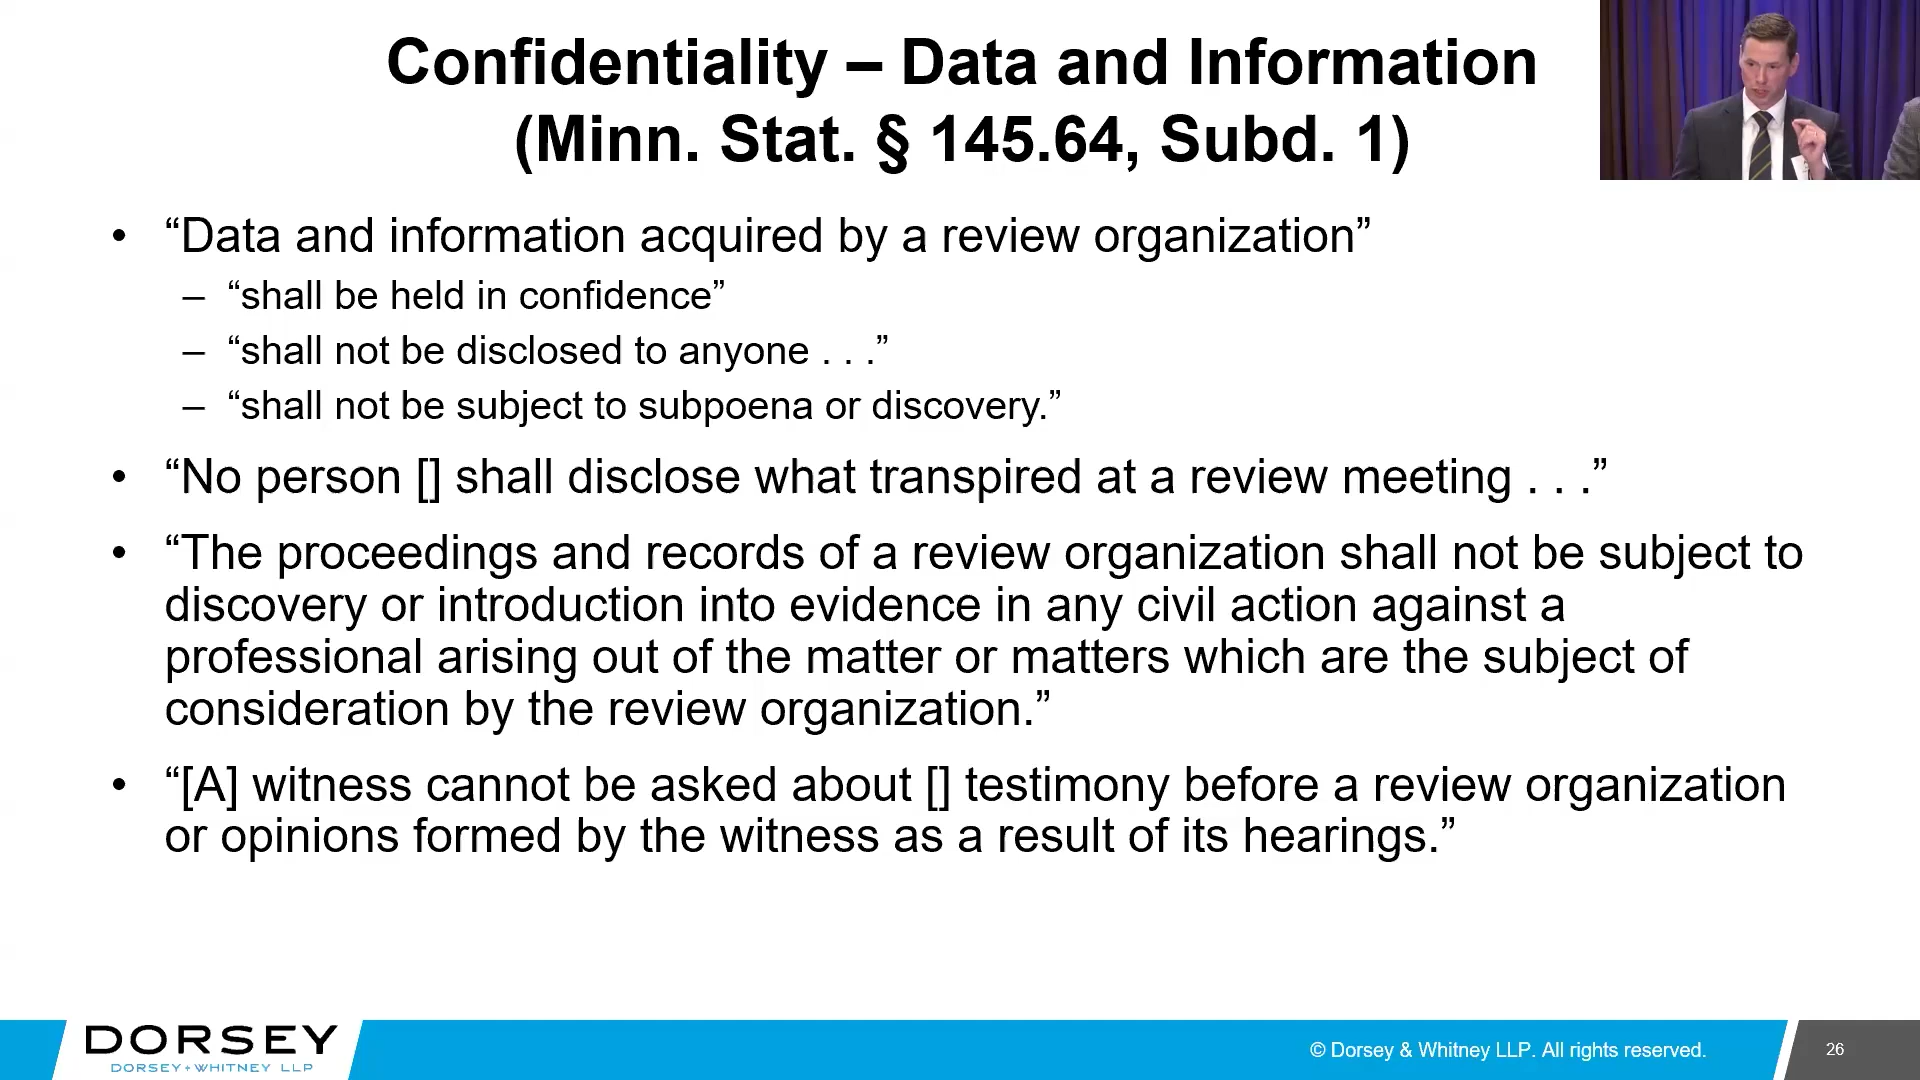 Confidentiality – Data and Information
(Minn. Stat. § 145.64, Subd. 1)
• “Data and information acquired by a review organization”
– “shall be held in confidence”
– “shall not be disclosed to anyone . . .”
– “shall not be subject to subpoena or discovery.”
• “No person [] shall disclose what transpired at a review meeting . . .”
• “The proceedings and records of a review organization shall not be subject to
discovery or introduction into evidence in any civil action against a
professional arising out of the matter or matters which are the subject of
consideration by the review organization.”
• “[A] witness cannot be asked about [] testimony before a review organization
or opinions formed by the witness as a result of its hearings.”
DORSEY
DORSEY+WHITNEY LLP
© Dorsey & Whitney LLP. All rights reserved.
26